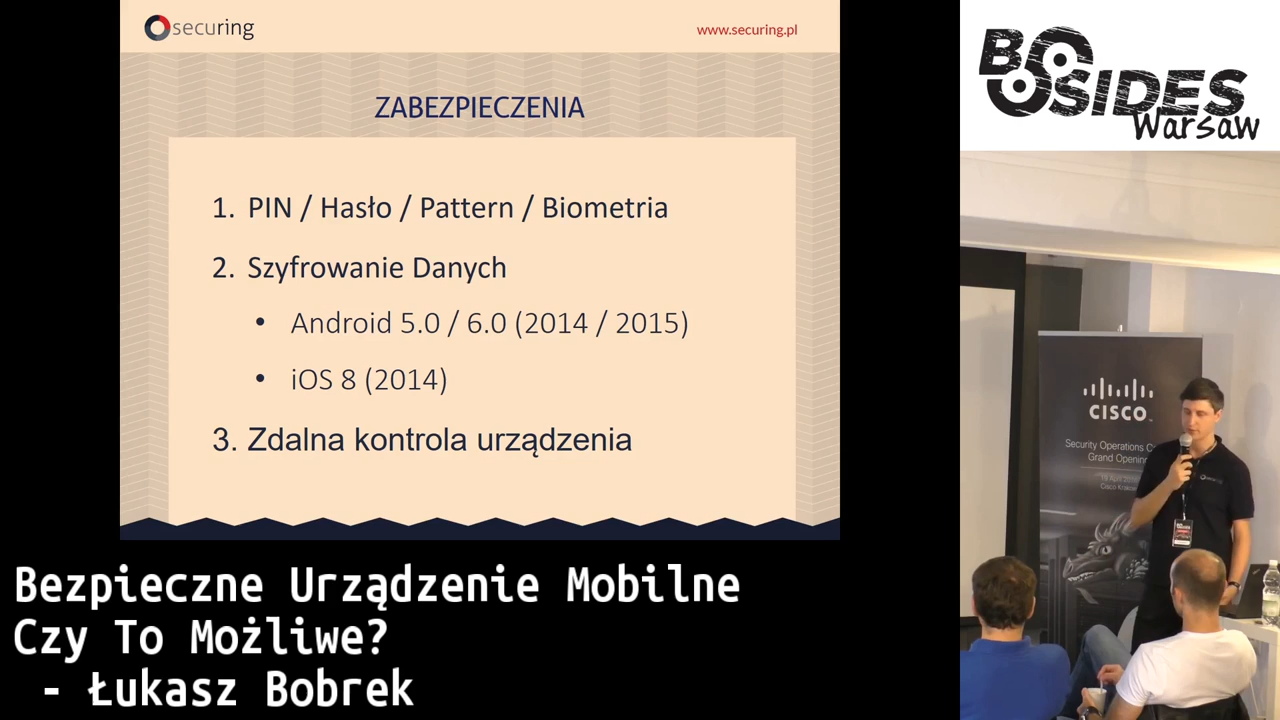 securing
www.securing.pl
ZABEZPIECZENIA
1. PIN / Hasło / Pattern / Biometria
2. Szyfrowanie Danych
• Android 5.0 / 6.0 (2014 / 2015)
• iOS 8 (2014)
3. Zdalna kontrola urządzenia
BSIDES
Warsaw
CISCO
Security Operations
Grand Opening
Bezpieczne Urządzenie Mobilne
Czy To Możliwe?
- Łukasz Bobrek